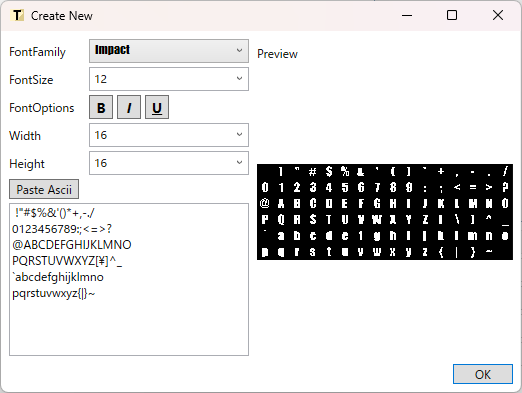 Create New
FontFamily
Impact
FontSize
12
FontOptions
B I U
Width
16
Height
16
Paste Ascii
!"#$%&'()*+,-./
0123456789:;<=>?
@ABCDEFGHIJKLMNO
PQRSTUVWXYZ[¥]^_
`abcdefghijklmno
pqrstuvwxyz{|}~
Preview
! " # $ % & ' ( ) * + , - . /
0 1 2 3 4 5 6 7 8 9 : ; < = > ?
@ A B C D E F G H I J K L M N O
P Q R S T U V W X Y Z [ \ ] ^ _
` a b c d e f g h i j k l m n o
p q r s t u v w x y z { | } ~
OK